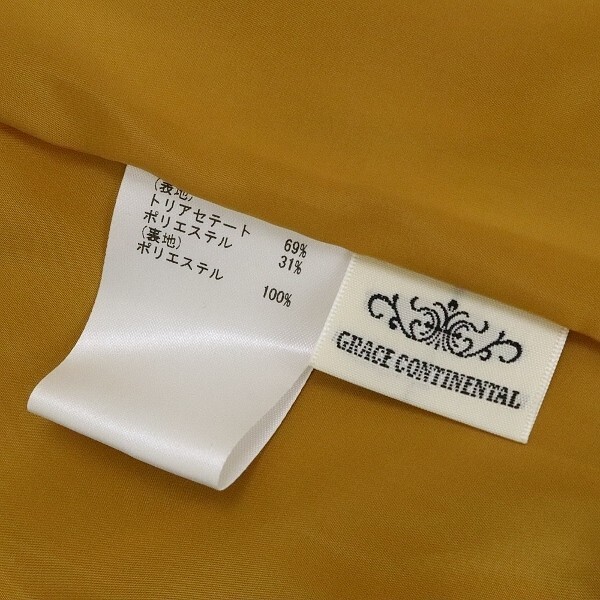 (表地)
トリアセテート 69%
ポリエステル 31%
(裏地)
ポリエステル 100%
GRACE CONTINENTAL